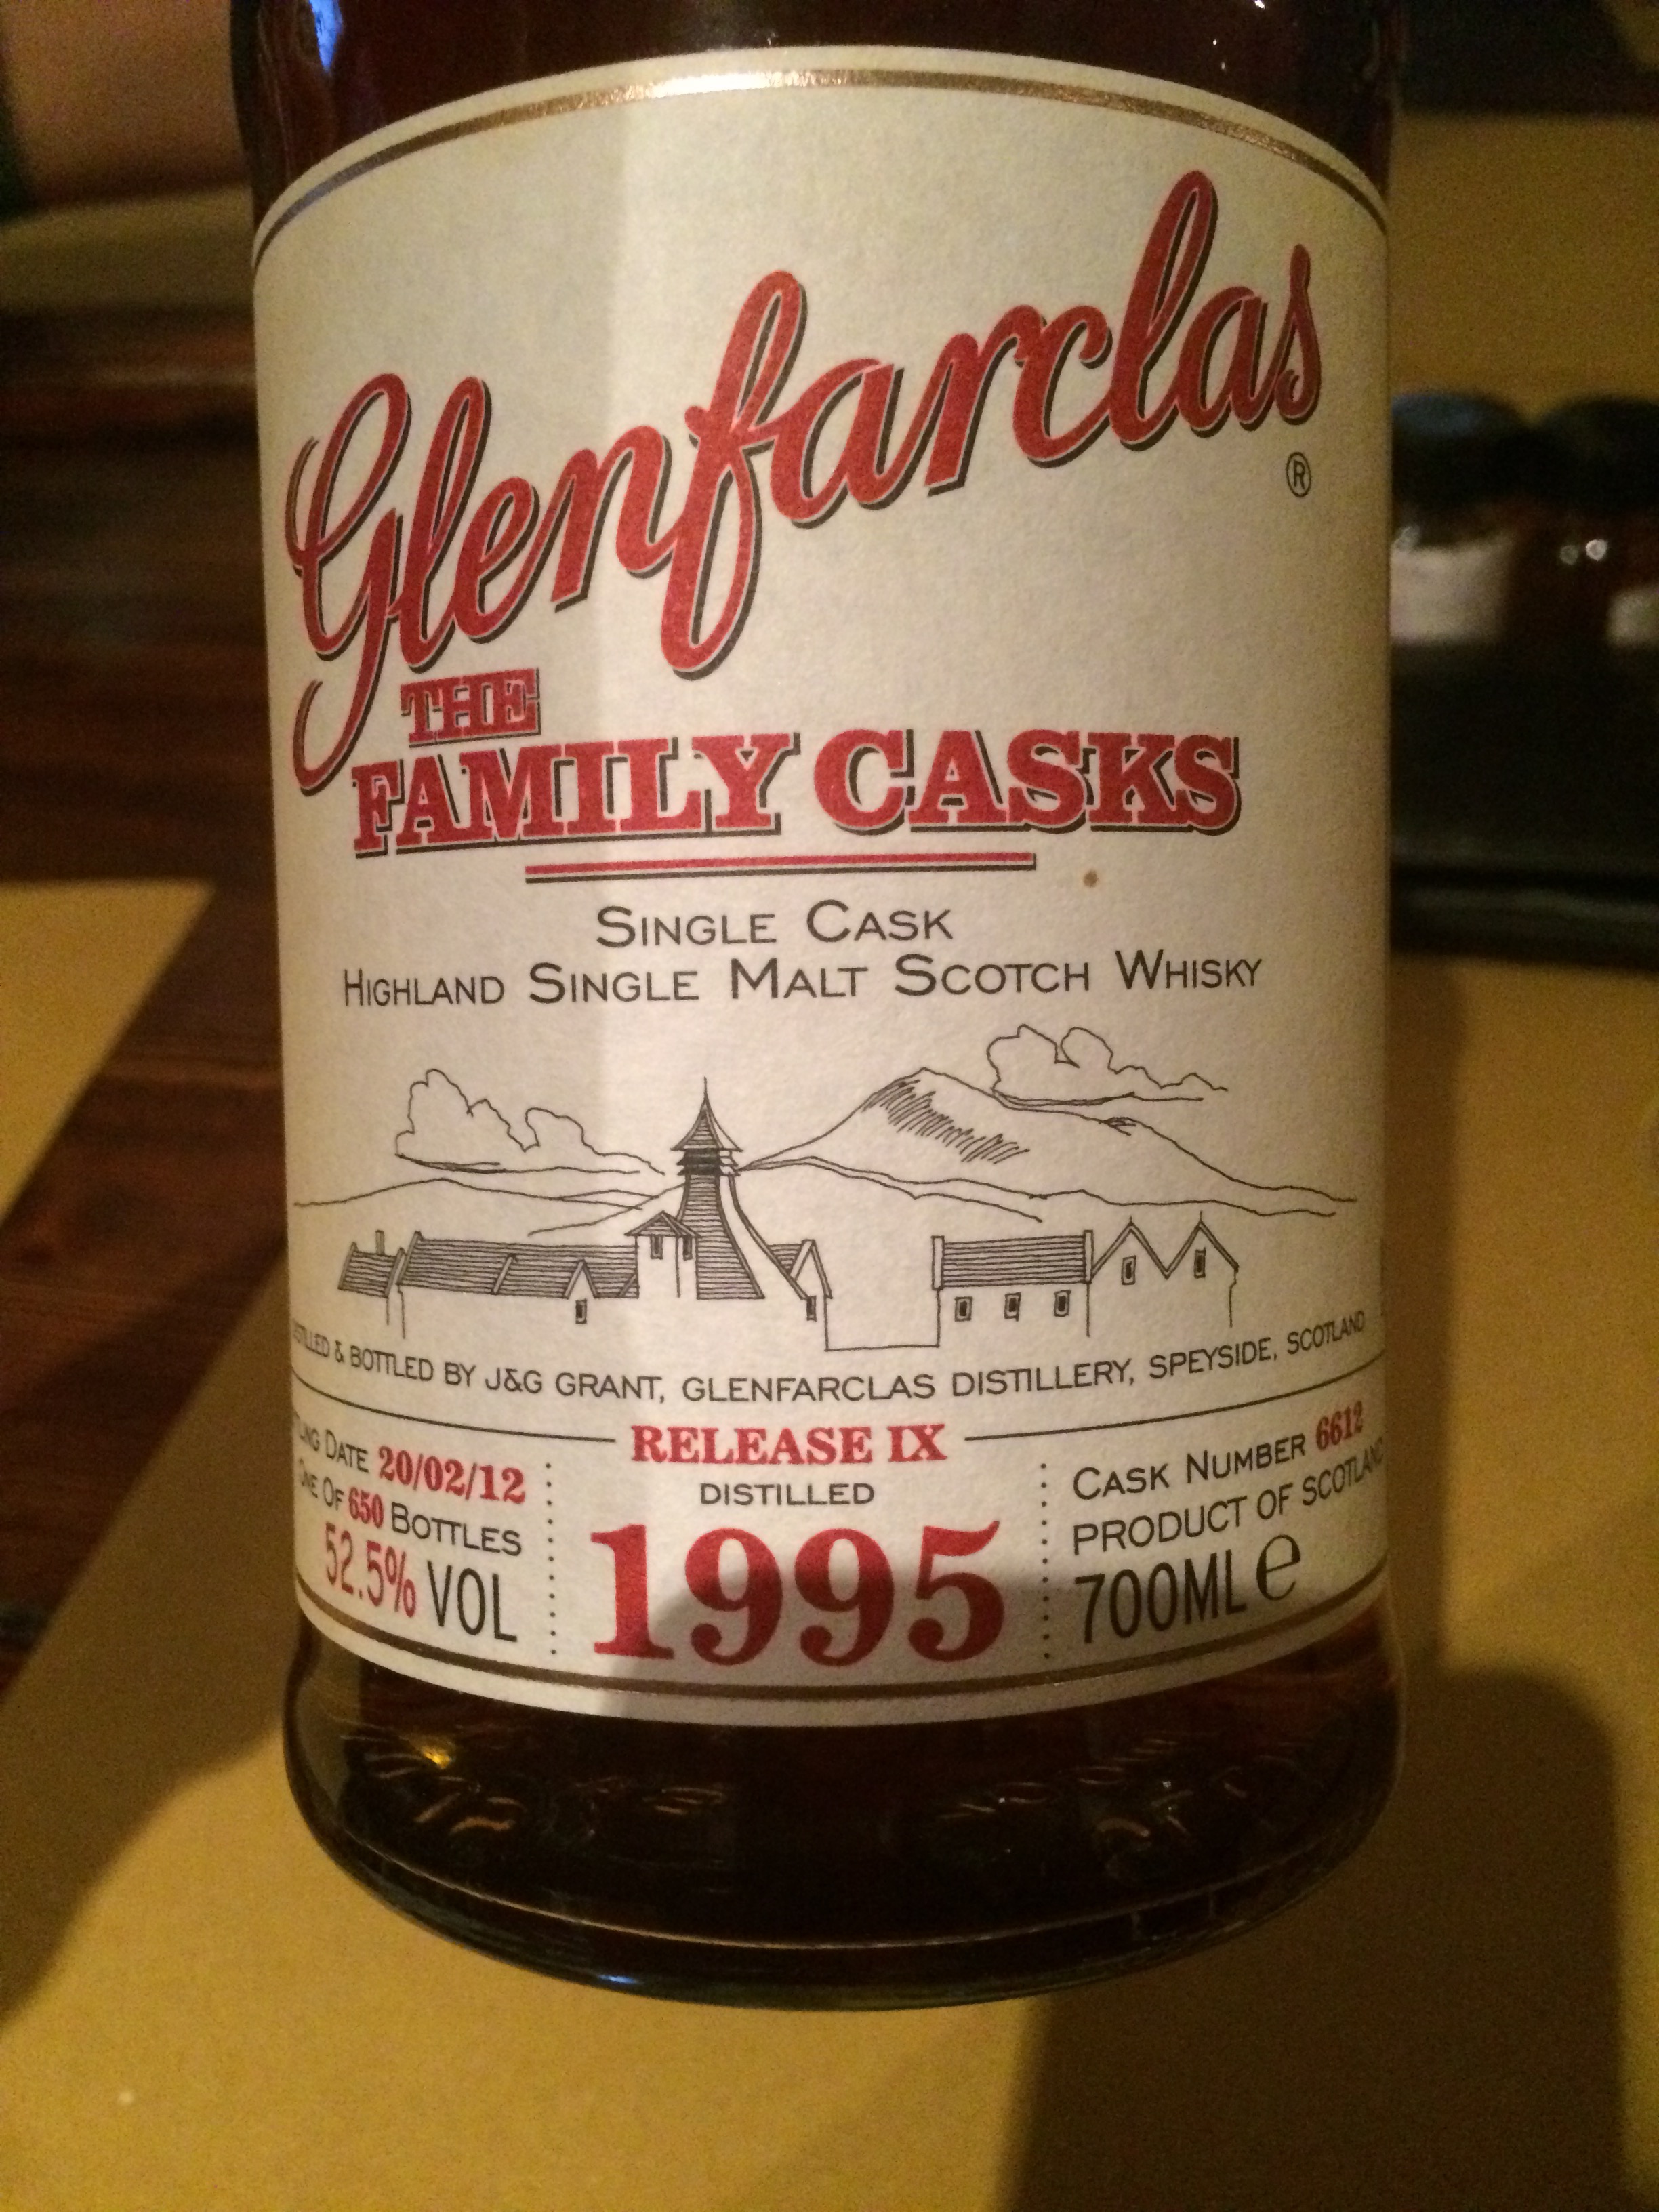 Glenfarclas
®
THE
FAMILY CASKS
SINGLE CASK
HIGHLAND SINGLE MALT SCOTCH WHISKY
& BOTTLED BY J&G GRANT, GLENFARCLAS DISTILLERY, SPEYSIDE, SCOTLAND
RELEASE IX
DISTILLED
1995
DATE 20/02/12
ONE OF 650 BOTTLES
52.5% VOL
CASK NUMBER 6612
PRODUCT OF SCOTLAND
700ML e